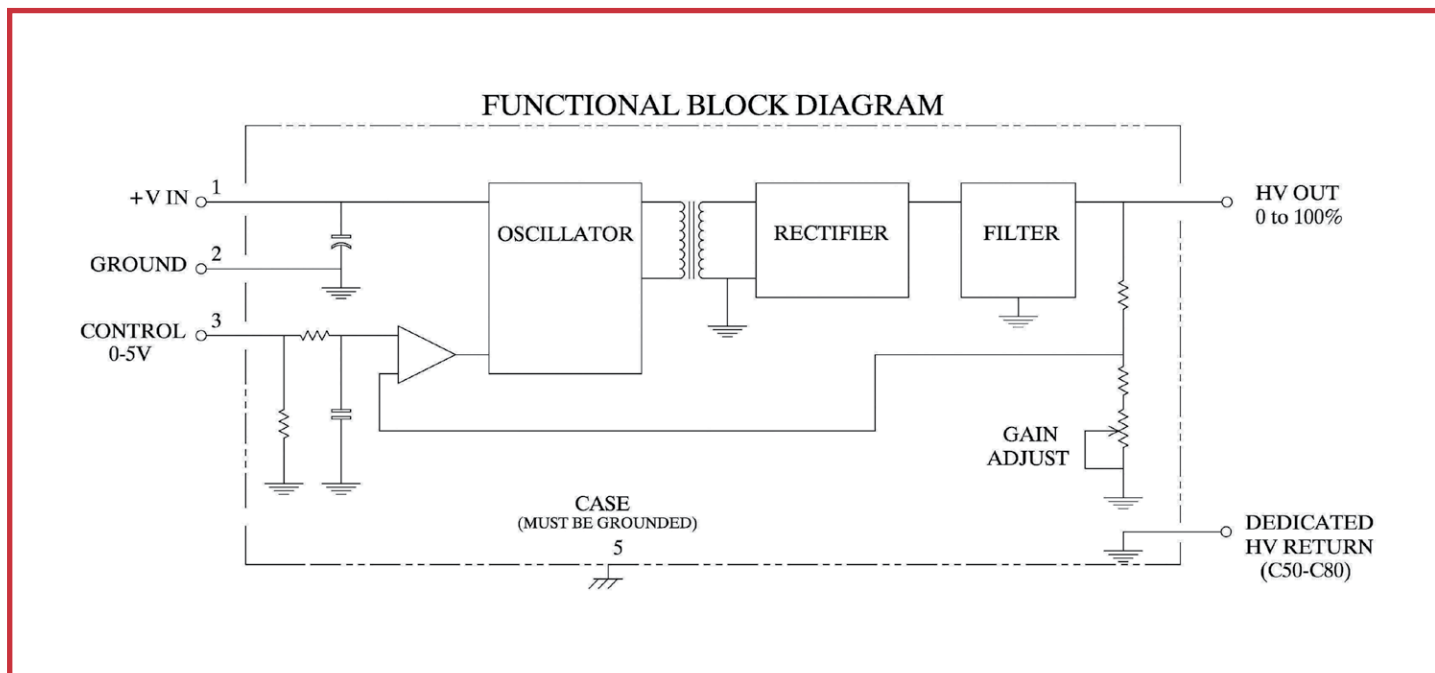 FUNCTIONAL BLOCK DIAGRAM
+V IN
1
GROUND
2
CONTROL
0-5V
3
OSCILLATOR
RECTIFIER
FILTER
HV OUT
0 to 100%
GAIN
ADJUST
CASE
(MUST BE GROUNDED)
5
DEDICATED
HV RETURN
(C50-C80)